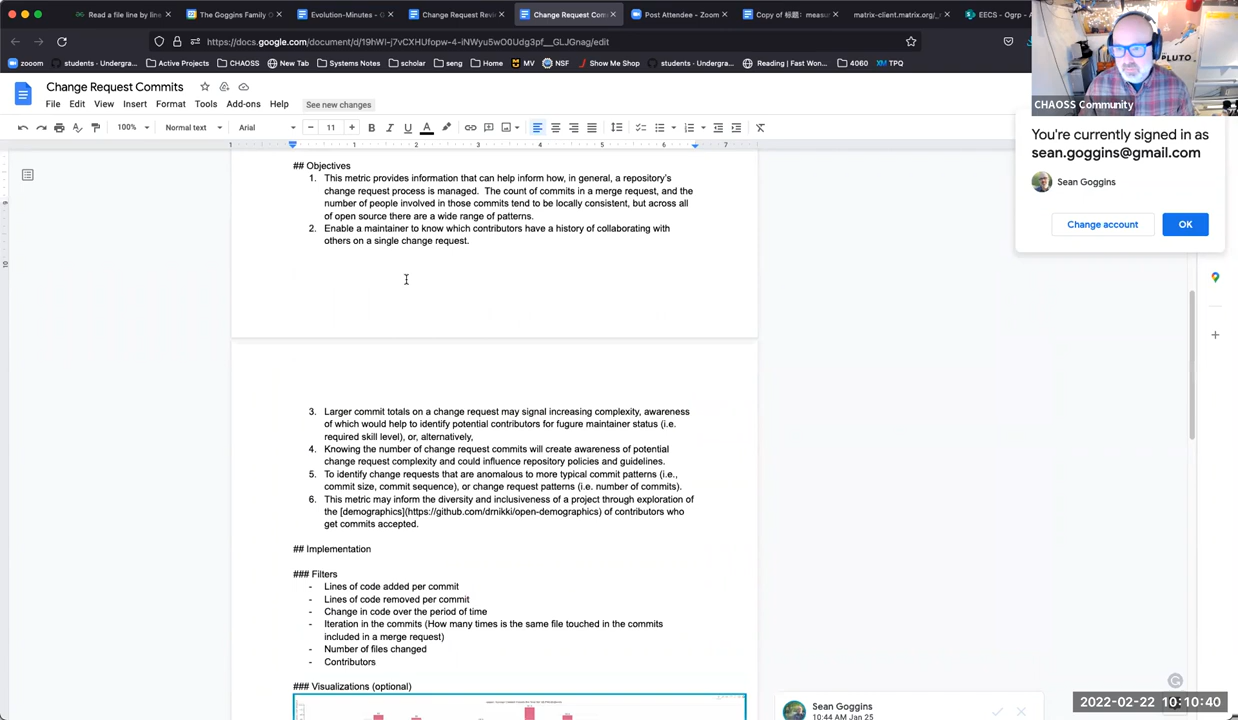 Read a file line by line
The Goggins Family O
Evolution-Minutes - G
Change Request Revi
Change Request Com
Post Attendee - Zoom
Copy of 标题: measu
matrix-client.matrix.org/_
EECS - Ogrp - A
https://docs.google.com/document/d/19hWI-j7vCXHUfopw-4-iNWyu5wO0Udg3pf__GLJGnag/edit
zooom
students - Undergra...
Active Projects
CHAOSS
New Tab
Systems Notes
scholar
seng
Home
MV
NSF
Show Me Shop
students - Undergra...
Reading | Fast Won...
4060
TPQ
PLUTO
CHAOSS Community
Change Request Commits
File Edit View Insert Format Tools Add-ons Help See new changes
100% Normal text Arial 11
You're currently signed in as
sean.goggins@gmail.com
Sean Goggins
Change account OK
## Objectives
1. This metric provides information that can help inform how, in general, a repository's
change request process is managed. The count of commits in a merge request, and the
number of people involved in those commits tend to be locally consistent, but across all
of open source there are a wide range of patterns.
2. Enable a maintainer to know which contributors have a history of collaborating with
others on a single change request.
3. Larger commit totals on a change request may signal increasing complexity, awareness
of which would help to identify potential contributors for fugure maintainer status (i.e.
required skill level), or, alternatively,
4. Knowing the number of change request commits will create awareness of potential
change request complexity and could influence repository policies and guidelines.
5. To identify change requests that are anomalous to more typical commit patterns (i.e.,
commit size, commit sequence), or change request patterns (i.e. number of commits).
6. This metric may inform the diversity and inclusiveness of a project through exploration of
the [demographics](https://github.com/drnikki/open-demographics) of contributors who
get commits accepted.
## Implementation
### Filters
- Lines of code added per commit
- Lines of code removed per commit
- Change in code over the period of time
- Iteration in the commits (How many times is the same file touched in the commits
included in a merge request)
- Number of files changed
- Contributors
### Visualizations (optional)
Sean Goggins
10:44 AM Jan 25
2022-02-22 10:10:40